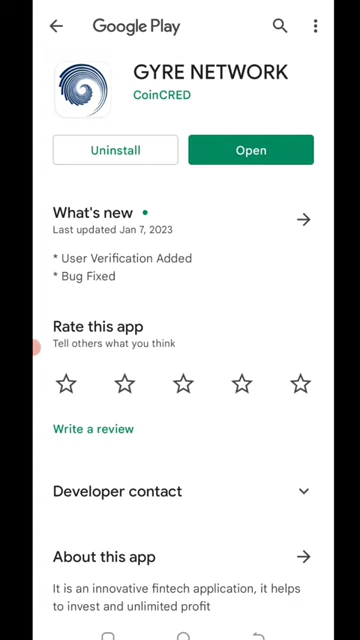 Google Play
GYRE NETWORK
CoinCRED
Uninstall
Open
What's new
Last updated Jan 7, 2023
* User Verification Added
* Bug Fixed
Rate this app
Tell others what you think
Write a review
Developer contact
About this app
It is an innovative fintech application, it helps
to invest and unlimited profit